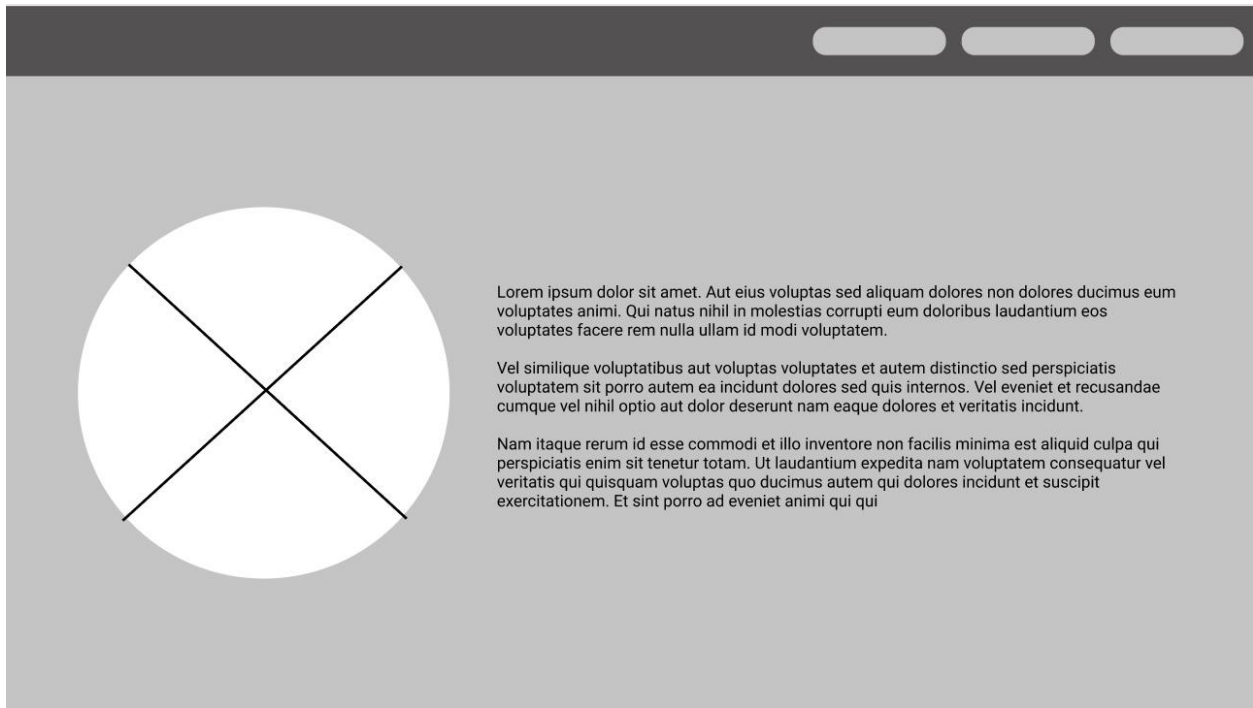 Lorem ipsum dolor sit amet. Aut eius voluptas sed aliquam dolores non dolores ducimus eum
voluptates animi. Qui natus nihil in molestias corrupti eum doloribus laudantium eos
voluptates facere rem nulla ullam id modi voluptatem.
Vel similique voluptatibus aut voluptas voluptates et autem distinctio sed perspiciatis
voluptatem sit porro autem ea incidunt dolores sed quis internos. Vel eveniet et recusandae
cumque vel nihil optio aut dolor deserunt nam eaque dolores et veritatis incidunt.
Nam itaque rerum id esse commodi et illo inventore non facilis minima est aliquid culpa qui
perspiciatis enim sit tenetur totam. Ut laudantium expedita nam voluptatem consequatur vel
veritatis qui quisquam voluptas quo ducimus autem qui dolores incidunt et suscipit
exercitationem. Et sint porro ad eveniet animi qui qui